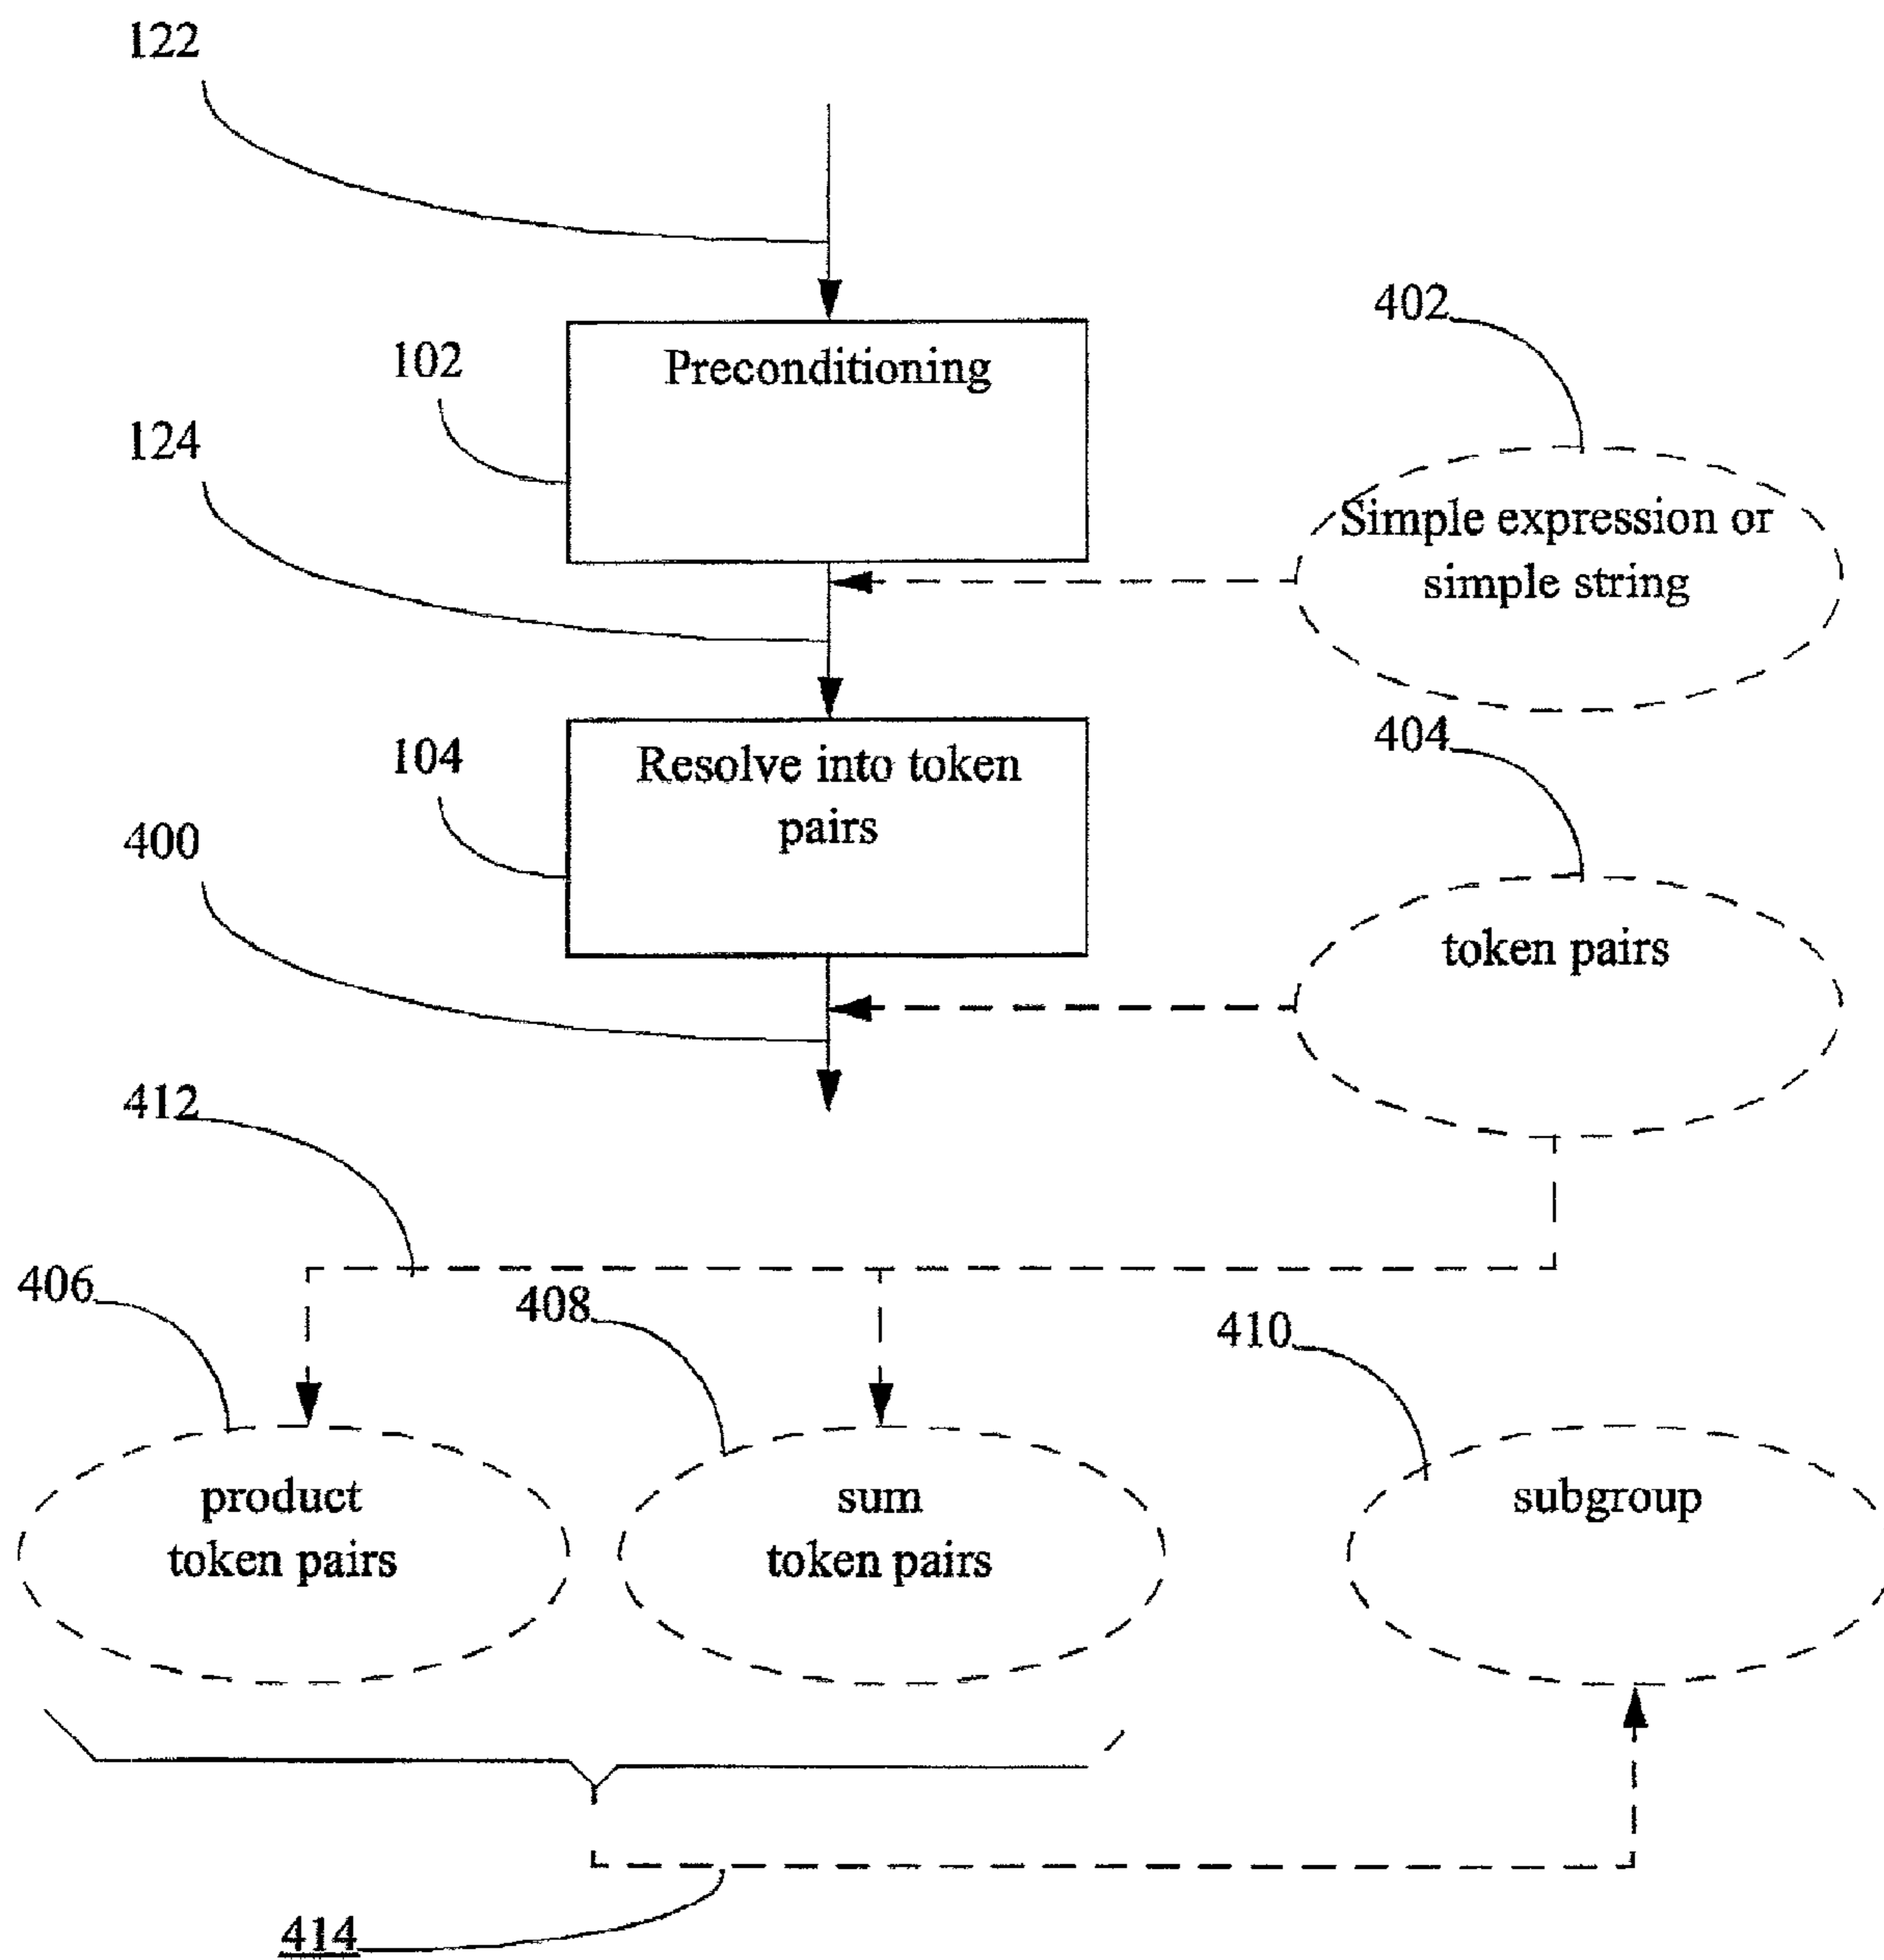 122
402
102
Preconditioning
124
Simple expression or
simple string
404
104
Resolve into token
pairs
400
token pairs
412
406
408
410
product
token pairs
sum
token pairs
subgroup
414